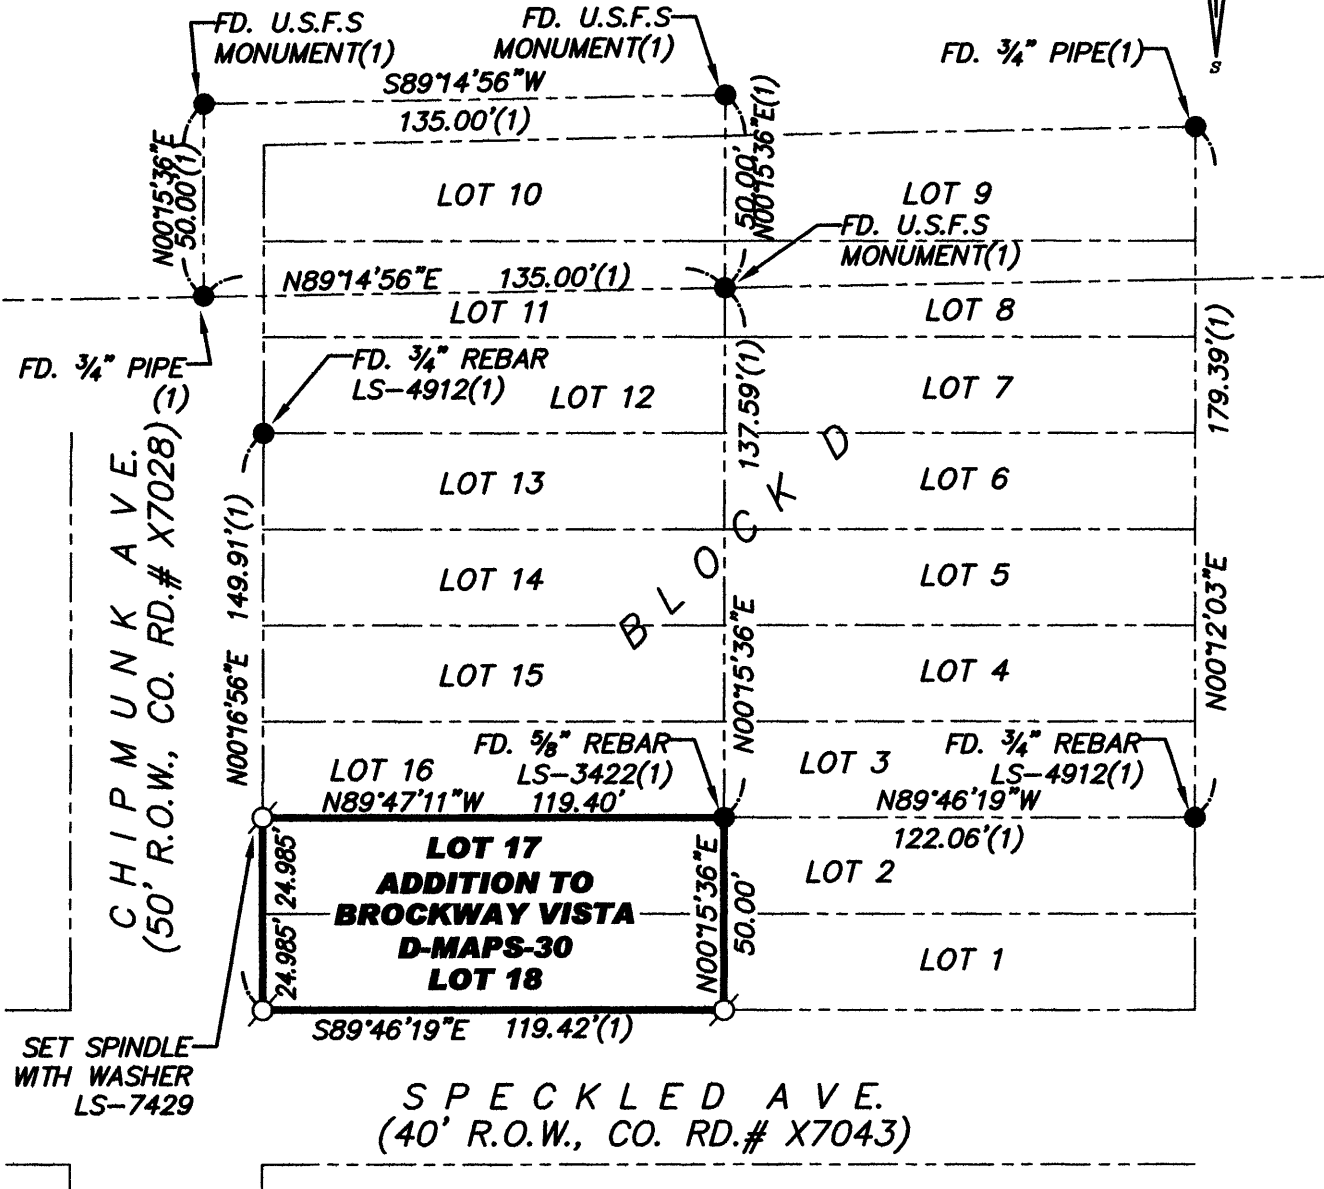 FD. U.S.F.S
MONUMENT(1)
FD. U.S.F.S
MONUMENT(1)
FD. ¾" PIPE(1)
S
S89°14'56"W
135.00'(1)
N00°15'36"E
50.00'(1)
50.00'
N00°15'36"E(1)
LOT 10
LOT 9
FD. U.S.F.S
MONUMENT(1)
N89°14'56"E 135.00'(1)
LOT 11
LOT 8
FD. ¾" PIPE
(1)
FD. ¾" REBAR
LS-4912(1)
LOT 12
LOT 7
137.59'(1)
179.39'(1)
LOT 13
LOT 6
BLOCK D
149.91'(1)
LOT 14
LOT 5
CHIPMUNK AVE.
(50' R.O.W., CO. RD.# X7028)
N00°16'56"E
LOT 15
LOT 4
N00°15'36"E
N00°12'03"E
FD. ⅝" REBAR
LS-3422(1)
FD. ¾" REBAR
LS-4912(1)
LOT 16
LOT 3
N89°47'11"W 119.40'
N89°46'19"W
122.06'(1)
24.985'
24.985'
LOT 17
ADDITION TO
BROCKWAY VISTA
D-MAPS-30
LOT 18
N00°15'36"E
50.00'
LOT 2
LOT 1
S89°46'19"E 119.42'(1)
SET SPINDLE
WITH WASHER
LS-7429
SPECKLED AVE.
(40' R.O.W., CO. RD.# X7043)